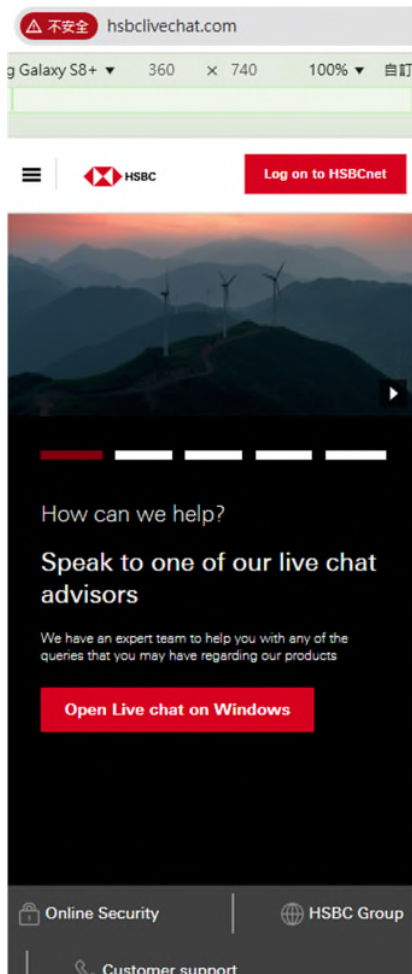 不安全 hsbclivechat.com
g Galaxy S8+ ▼ 360 × 740 100% ▼ 自訂
HSBC Log on to HSBCnet
How can we help?
Speak to one of our live chat
advisors
We have an expert team to help you with any of the
queries that you may have regarding our products
Open Live chat on Windows
Online Security HSBC Group
Customer support